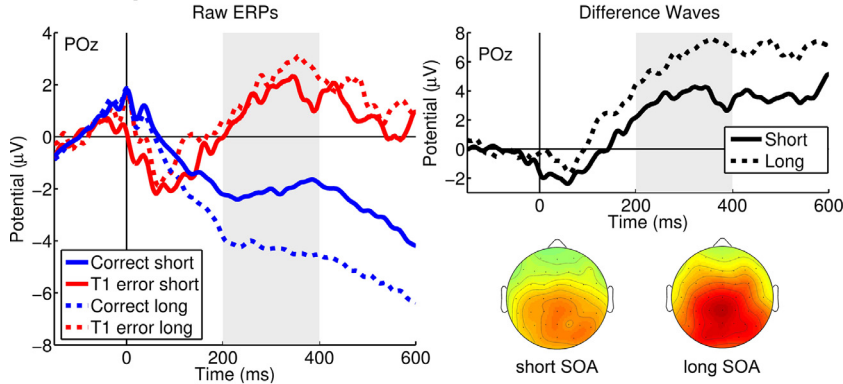 Raw ERPs
POz
4
2
0
−2
−4
−6
−8
Potential (µV)
Correct short
T1 error short
Correct long
T1 error long
0
200
400
600
Time (ms)
Difference Waves
POz
8
6
4
2
0
−2
Potential (µV)
Short
Long
0
200
400
600
Time (ms)
short SOA
long SOA